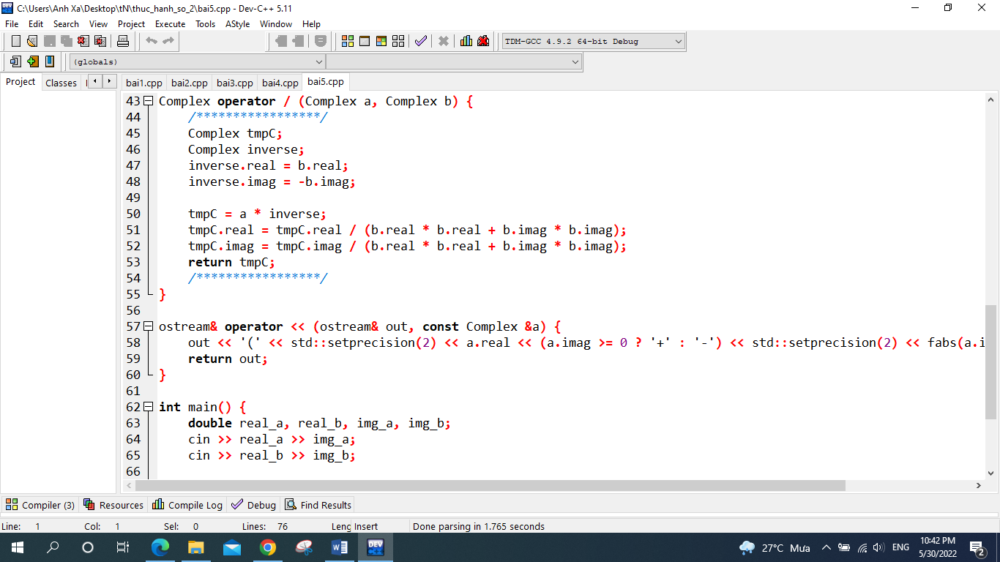 C:\Users\Anh Xa\Desktop\tN\thuc_hanh_so_2\bai5.cpp - Dev-C++ 5.11
File Edit Search View Project Execute Tools AStyle Window Help
TDM-GCC 4.9.2 64-bit Debug
(globals)
Project Classes bai1.cpp bai2.cpp bai3.cpp bai4.cpp bai5.cpp
43 Complex operator / (Complex a, Complex b) {
44 /*****************/
45 Complex tmpC;
46 Complex inverse;
47 inverse.real = b.real;
48 inverse.imag = -b.imag;
49
50 tmpC = a * inverse;
51 tmpC.real = tmpC.real / (b.real * b.real + b.imag * b.imag);
52 tmpC.imag = tmpC.imag / (b.real * b.real + b.imag * b.imag);
53 return tmpC;
54 /*****************/
55 }
56
57 ostream& operator << (ostream& out, const Complex &a) {
58 out << '(' << std::setprecision(2) << a.real << (a.imag >= 0 ? '+' : '-') << std::setprecision(2) << fabs(a.i
59 return out;
60 }
61
62 int main() {
63 double real_a, real_b, img_a, img_b;
64 cin >> real_a >> img_a;
65 cin >> real_b >> img_b;
66
Compiler (3) Resources Compile Log Debug Find Results
Line: 1 Col: 1 Sel: 0 Lines: 76 Leng Insert Done parsing in 1.765 seconds
W DEV 27°C Mưa ENG 10:42 PM
5/30/2022 2